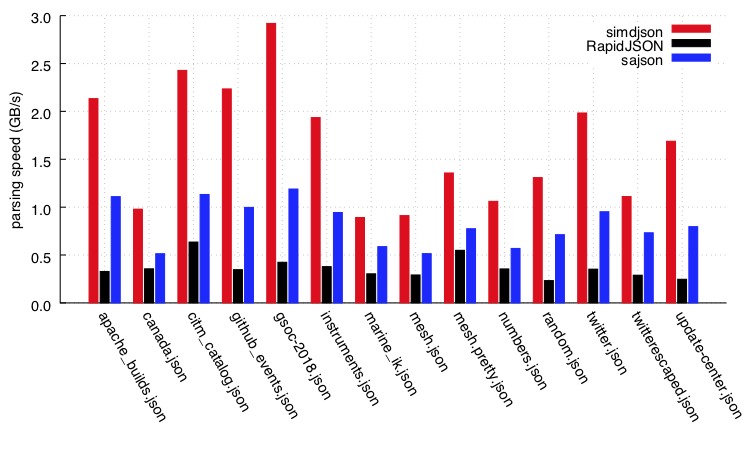 3.0
simdjson
RapidJSON
sajson
2.5
2.0
1.5
1.0
0.5
0.0
parsing speed (GB/s)
apache_builds.json
canada.json
citm_catalog.json
github_events.json
gsoc-2018.json
instruments.json
marine_ik.json
mesh.json
mesh.pretty.json
numbers.json
random.json
twitter.json
twitterescaped.json
update-center.json